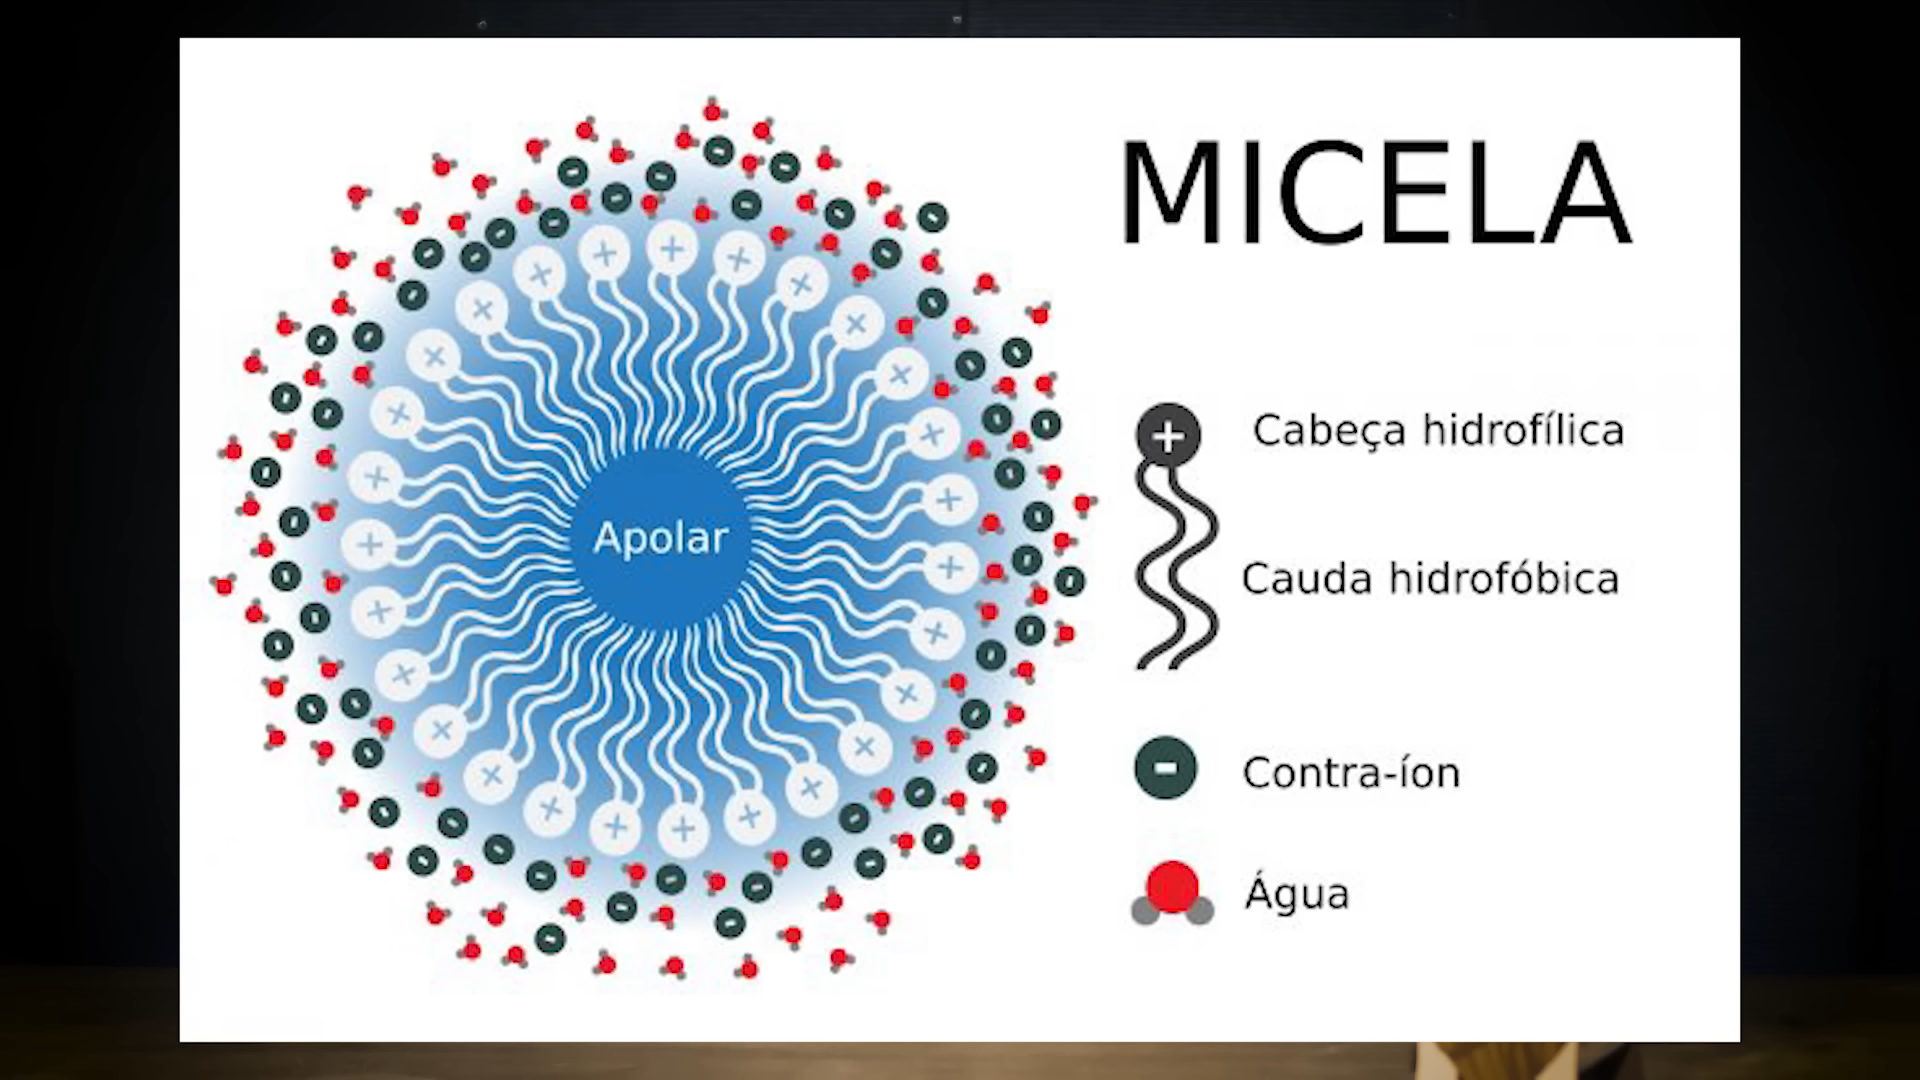 MICELA
Apolar
Cabeça hidrofílica
Cauda hidrofóbica
Contra-íon
Água